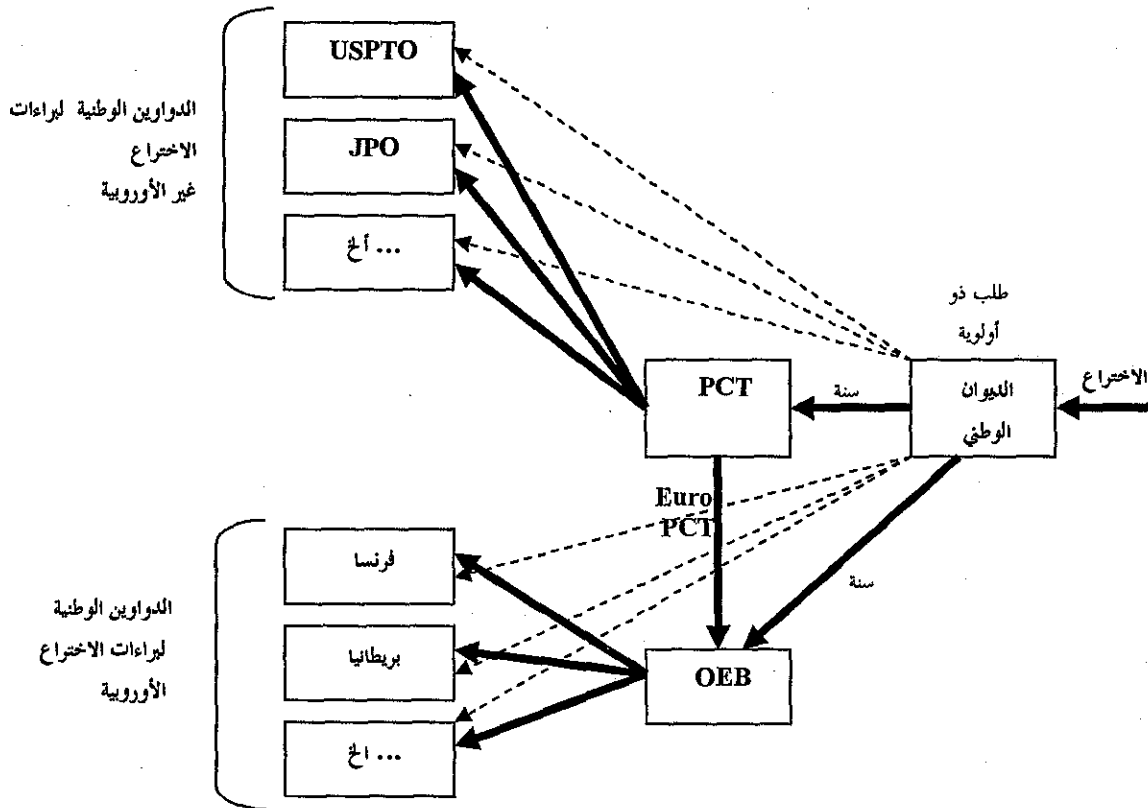 USPTO
الدواوين الوطنية لبراءات
الاختراع
غير الأوروبية
JPO
... ألخ
طلب ذو
أولوية
الاختراع
الديوان
الوطني
سنة
PCT
Euro
PCT
سنة
فرنسا
الدواوين الوطنية
لبراءات الاختراع
الأوروبية
بريطانيا
OEB
... الخ